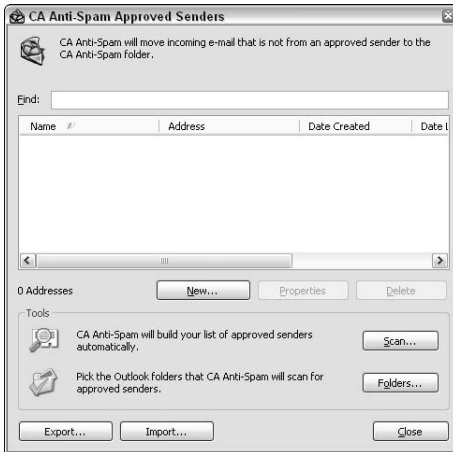 CA Anti-Spam Approved Senders
CA Anti-Spam will move incoming e-mail that is not from an approved sender to the
CA Anti-Spam folder.
Find:
Name Address Date Created Date L
0 Addresses New... Properties Delete
Tools
CA Anti-Spam will build your list of approved senders
automatically.
Scan...
Pick the Outlook folders that CA Anti-Spam will scan for
approved senders.
Folders...
Export... Import... Close